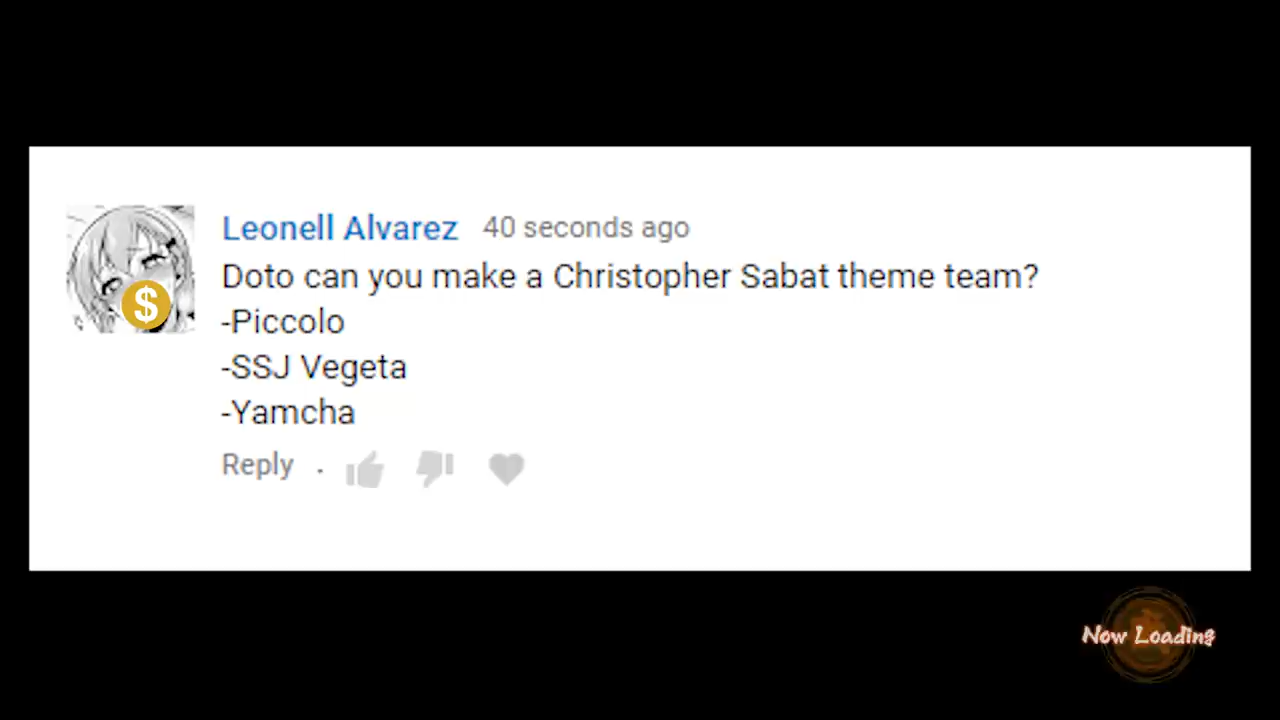 Leonell Alvarez 40 seconds ago
Doto can you make a Christopher Sabat theme team?
-Piccolo
-SSJ Vegeta
-Yamcha
Reply .
Now Loading
$